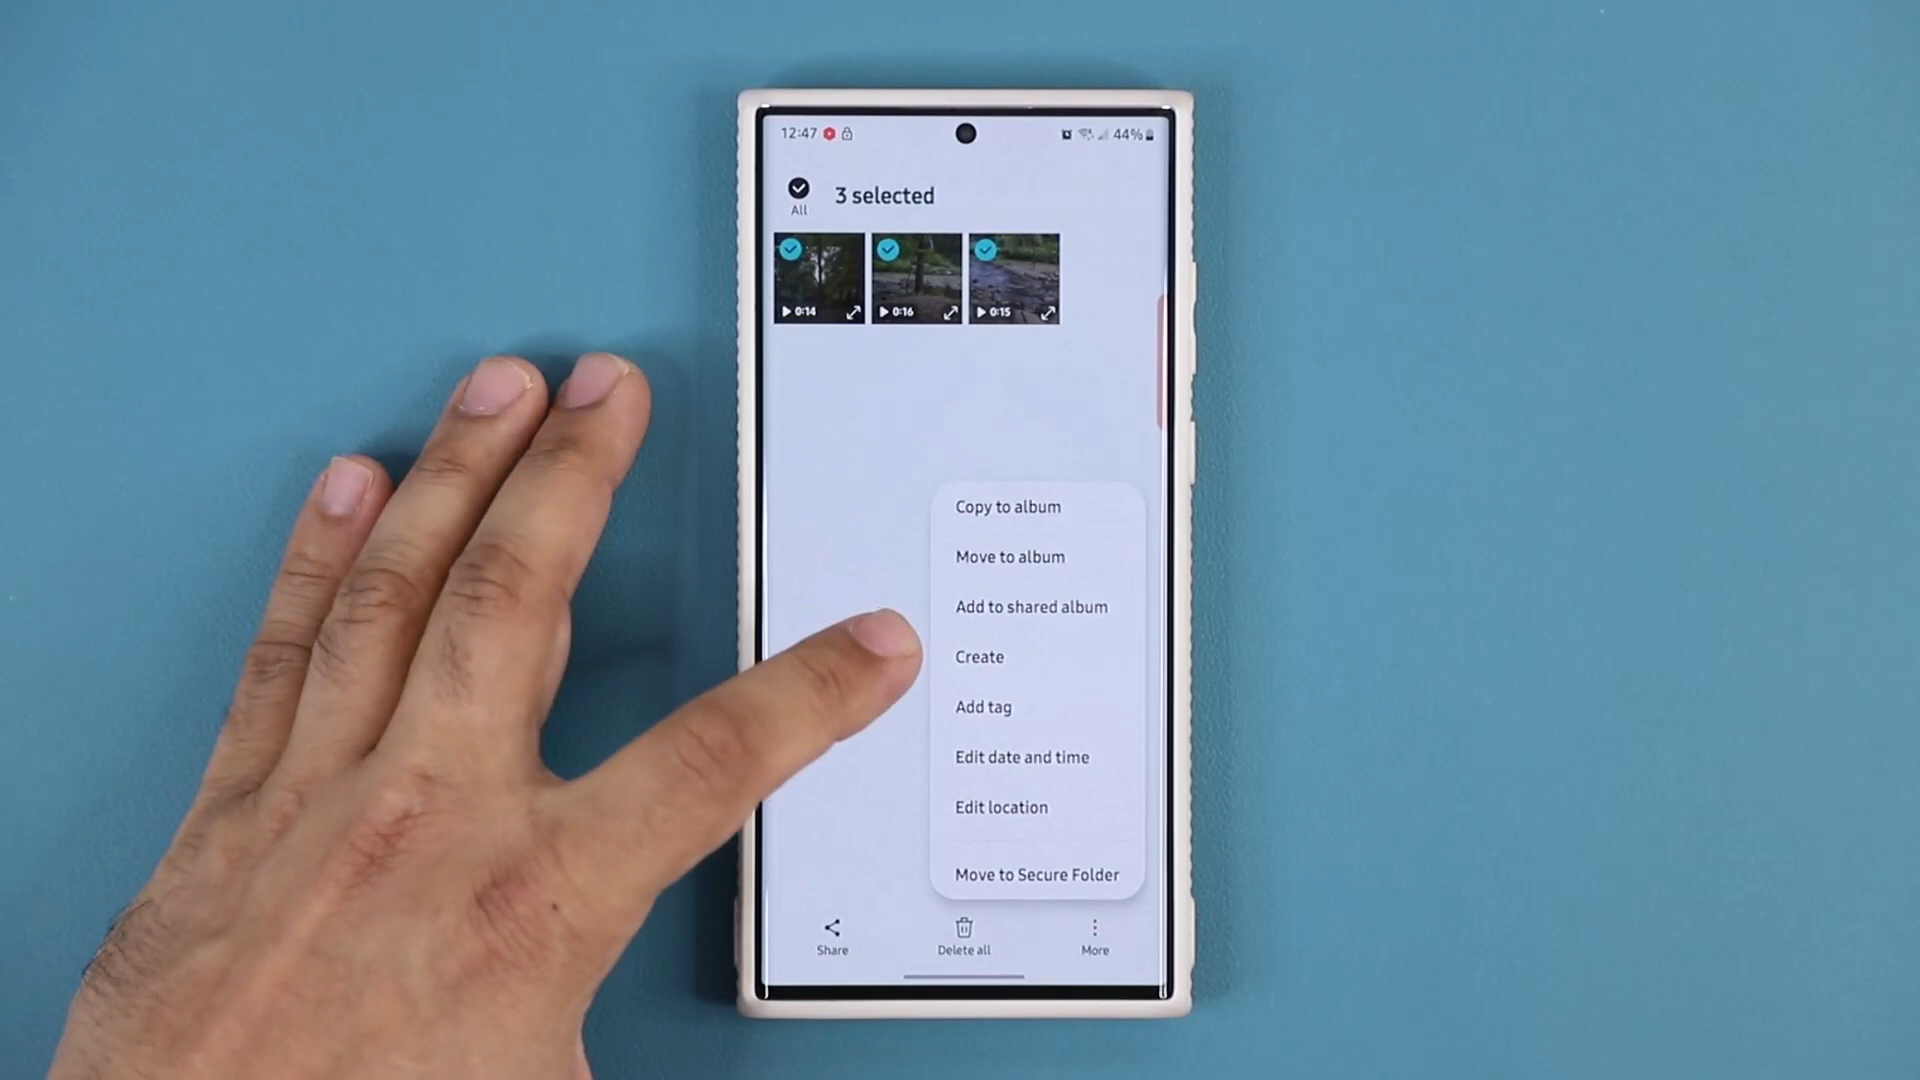 12:47 44%
All 3 selected
0:14 0:16 0:15
Copy to album
Move to album
Add to shared album
Create
Add tag
Edit date and time
Edit location
Move to Secure Folder
Share Delete all More